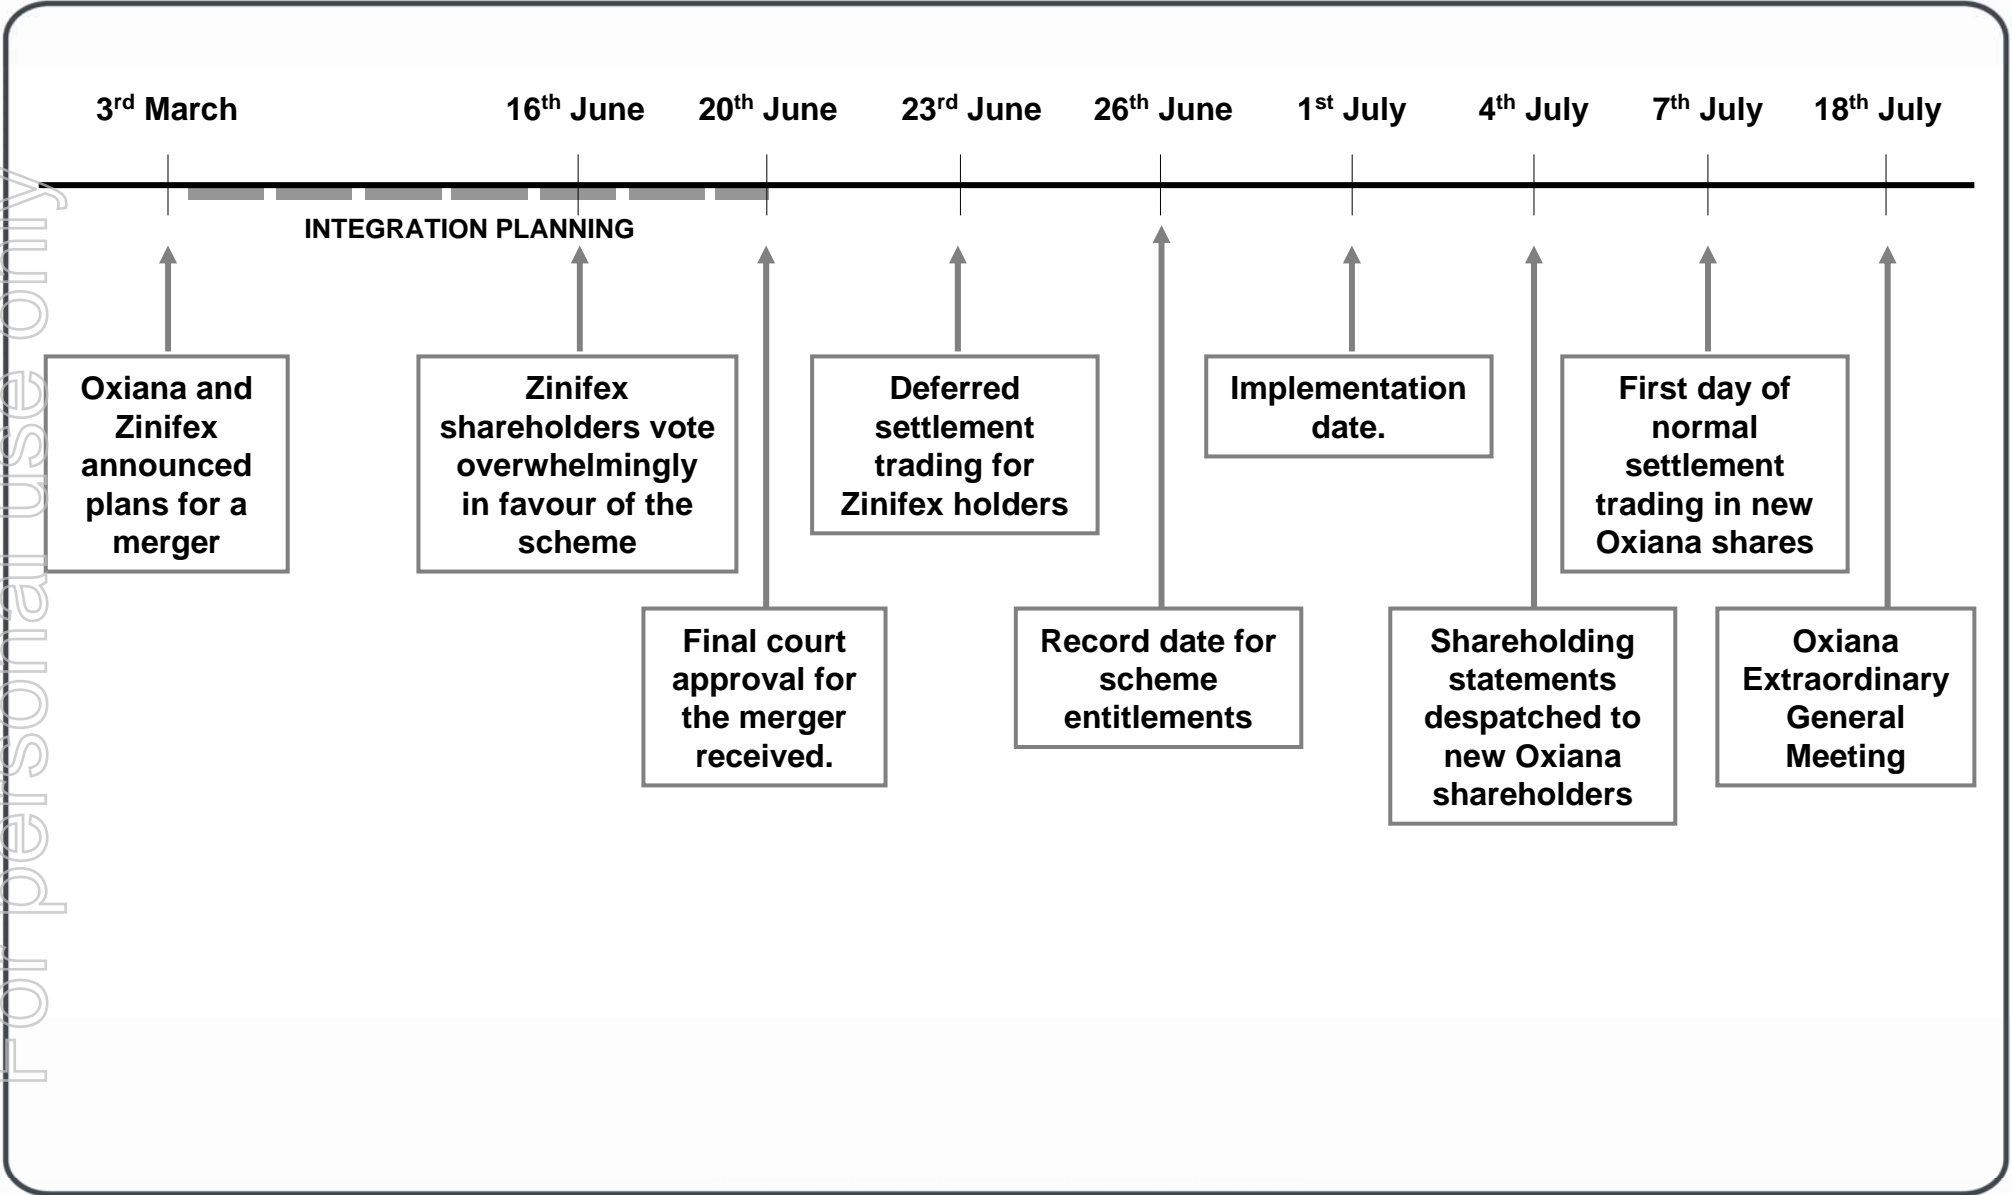 3rd March 16th June 20th June 23rd June 26th June 1st July 4th July 7th July 18th July
INTEGRATION PLANNING
Oxiana and
Zinifex
announced
plans for a
merger
Zinifex
shareholders vote
overwhelmingly
in favour of the
scheme
Deferred
settlement
trading for
Zinifex holders
Implementation
date.
First day of
normal
settlement
trading in new
Oxiana shares
Final court
approval for
the merger
received.
Record date for
scheme
entitlements
Shareholding
statements
despatched to
new Oxiana
shareholders
Oxiana
Extraordinary
General
Meeting
For personal use only